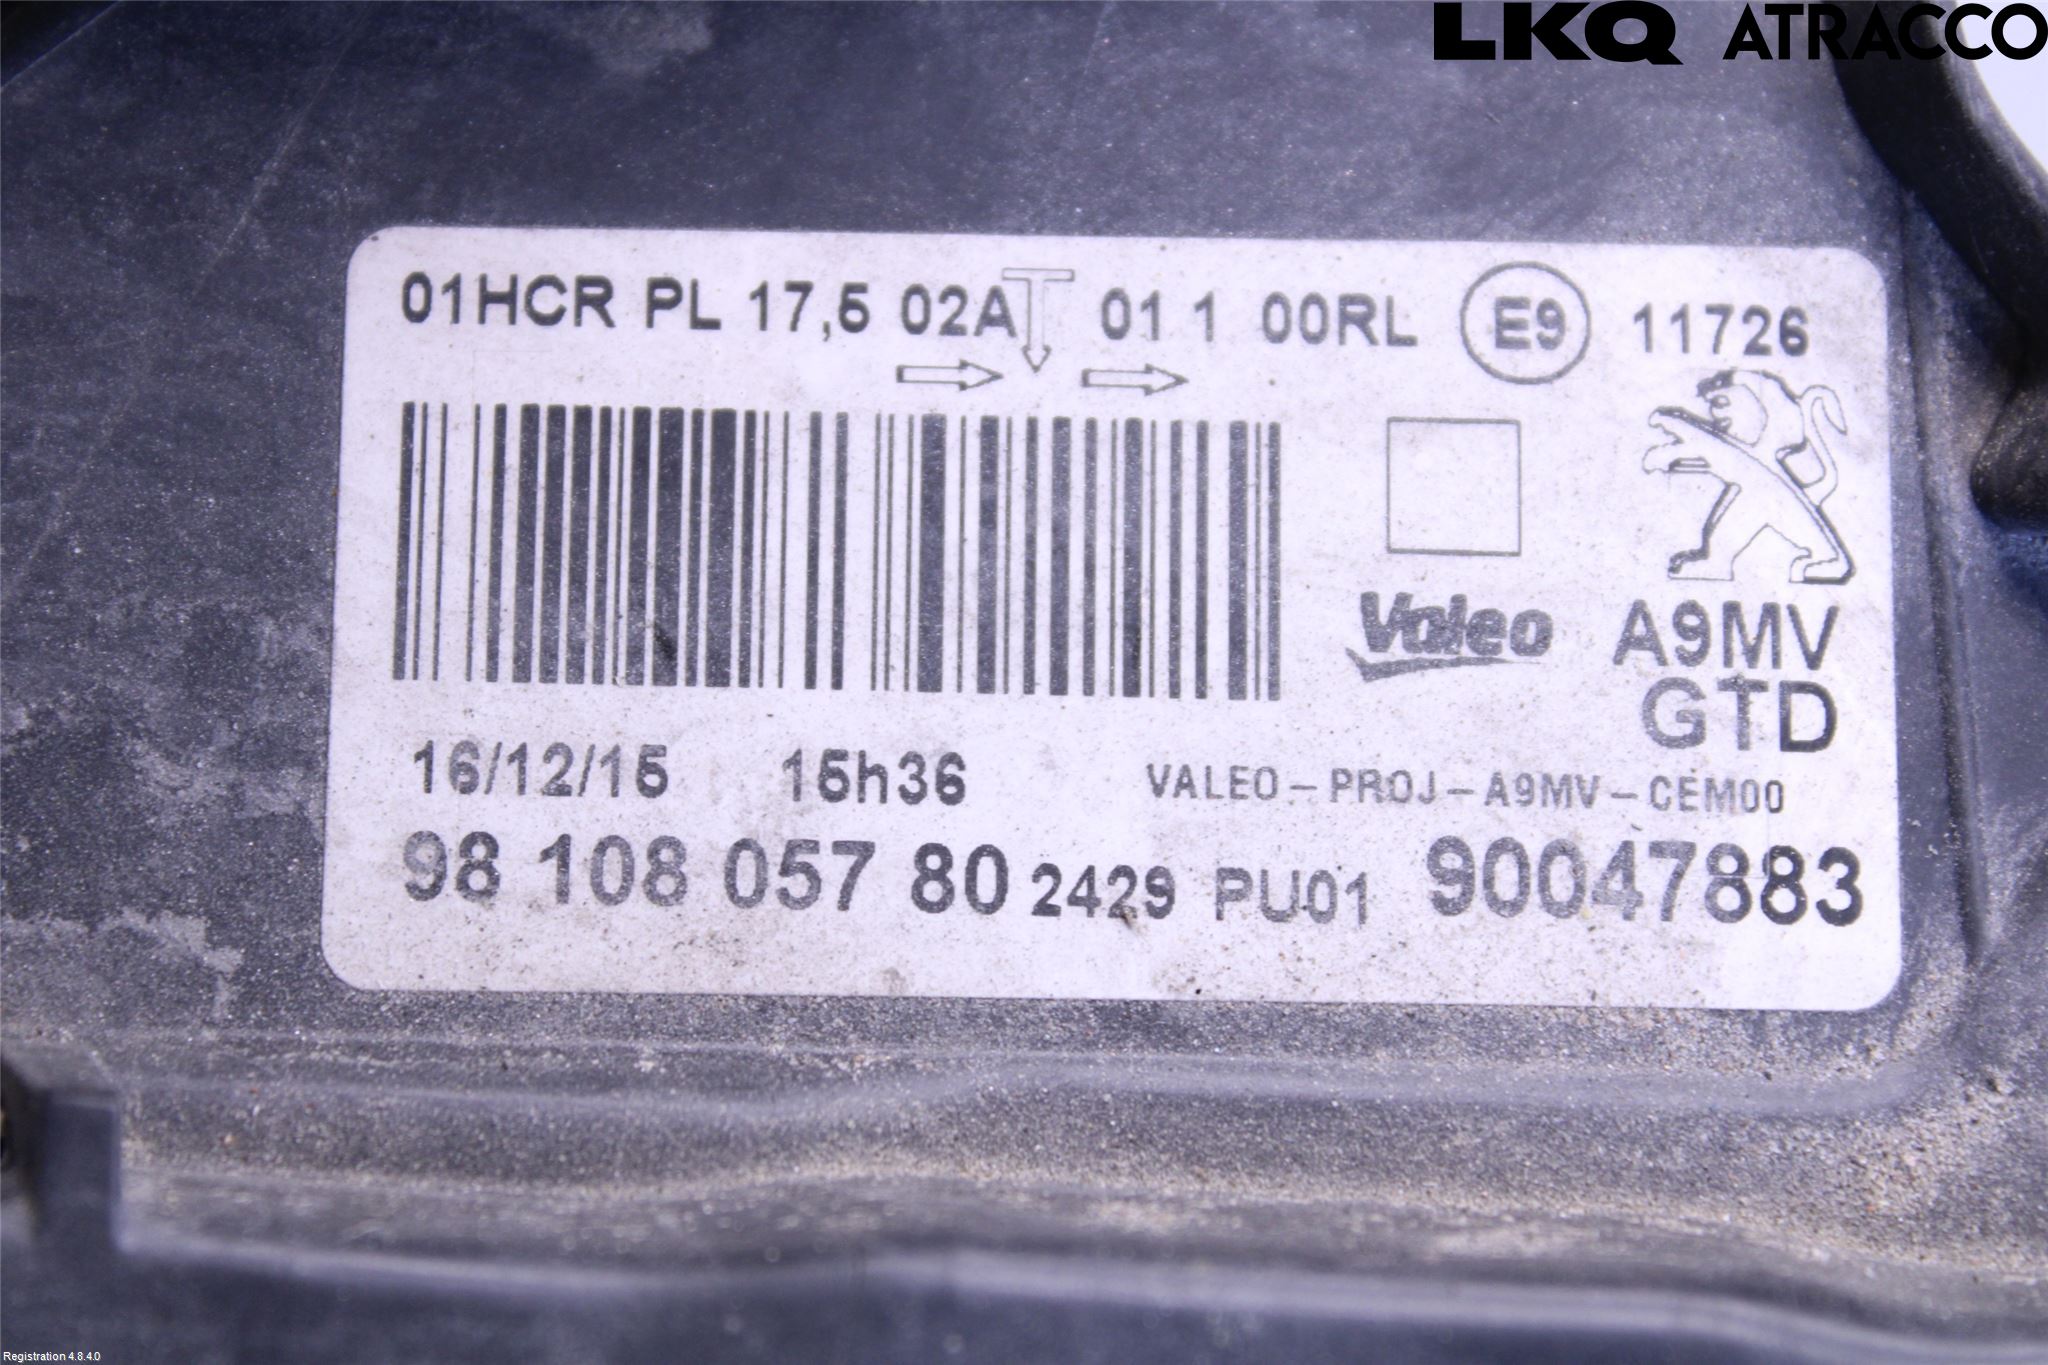 LKQ ATRACCO
01HCR PL 17,5 02A 01 1 00RL E9 11726
Valeo A9MV
GTD
16/12/15 15h36 VALEO-PROJ-A9MV-CEM00
98 108 057 80 2429 PU01 90047883
Registration 4.8.4.0